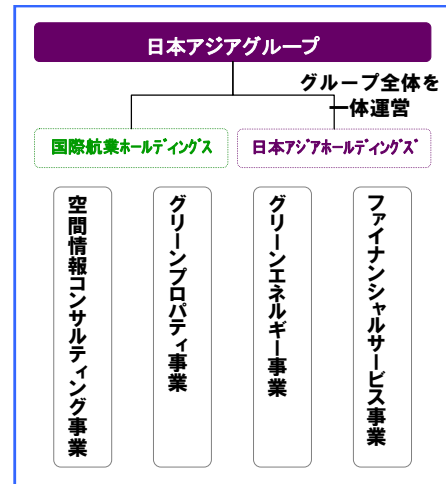 日本アジアグループ
グループ全体を
一体運営
国際航業ホールディングス
日本アジアホールディングズ
空間情報コンサルティング事業
グリーンプロパティ事業
グリーンエネルギー事業
ファイナンシャルサービス事業